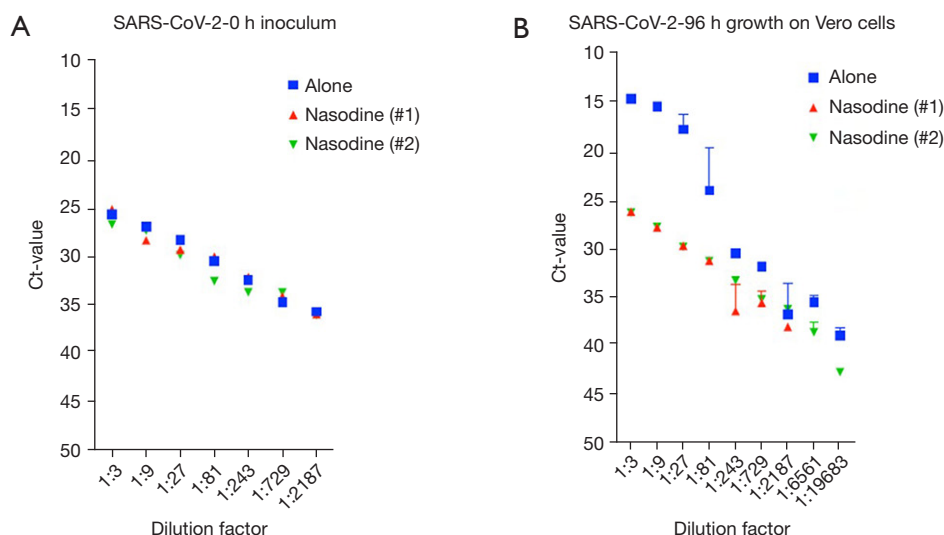 A
SARS-CoV-2-0 h inoculum
Alone
Nasodine (#1)
Nasodine (#2)
Ct-value
10
15
20
25
30
35
40
45
50
1:3
1:9
1:27
1:81
1:243
1:729
1:2187
Dilution factor
B
SARS-CoV-2-96 h growth on Vero cells
Alone
Nasodine (#1)
Nasodine (#2)
Ct-value
10
15
20
25
30
35
40
45
50
1:3
1:9
1:27
1:81
1:243
1:729
1:2187
1:6561
1:19683
Dilution factor